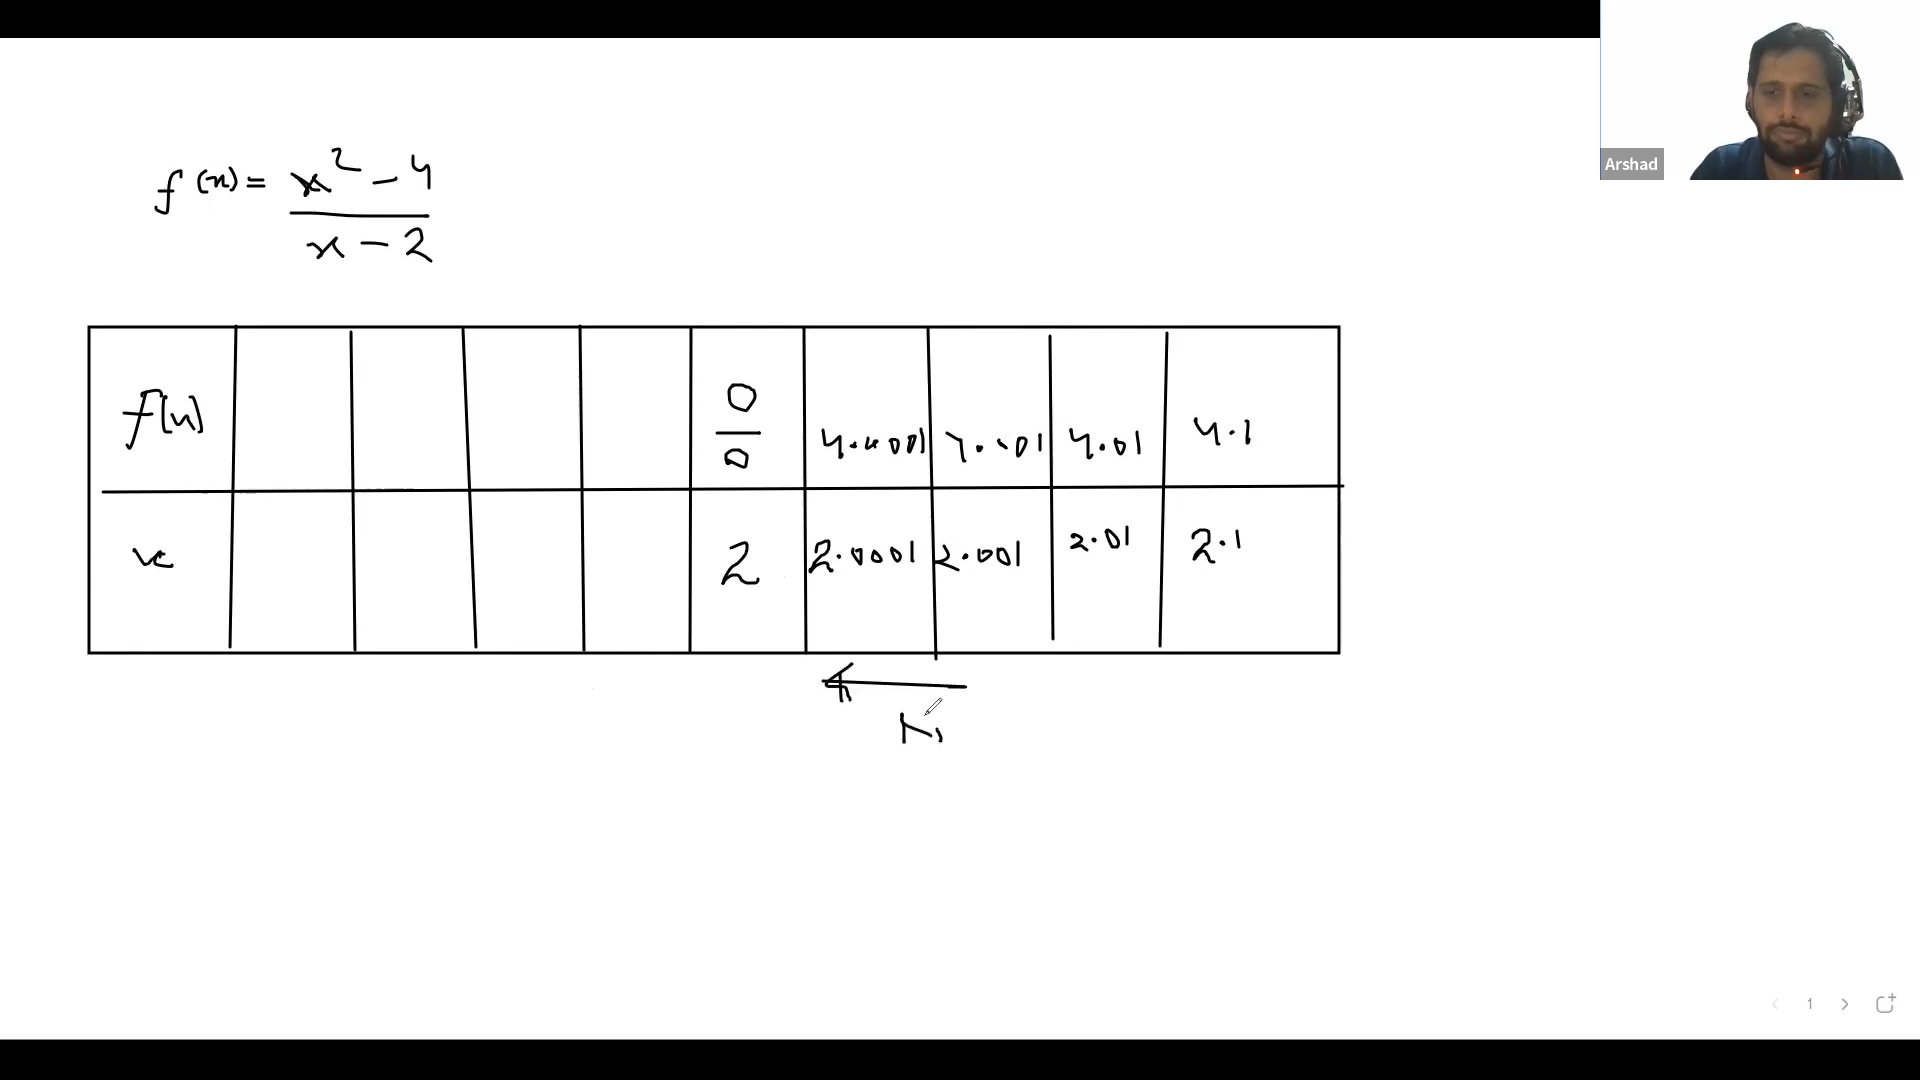 Arshad
f(x) = x² - 4
x - 2
f(x) 0/0 4.0001 4.001 4.01 4.1
x 2 2.0001 2.001 2.01 2.1
1